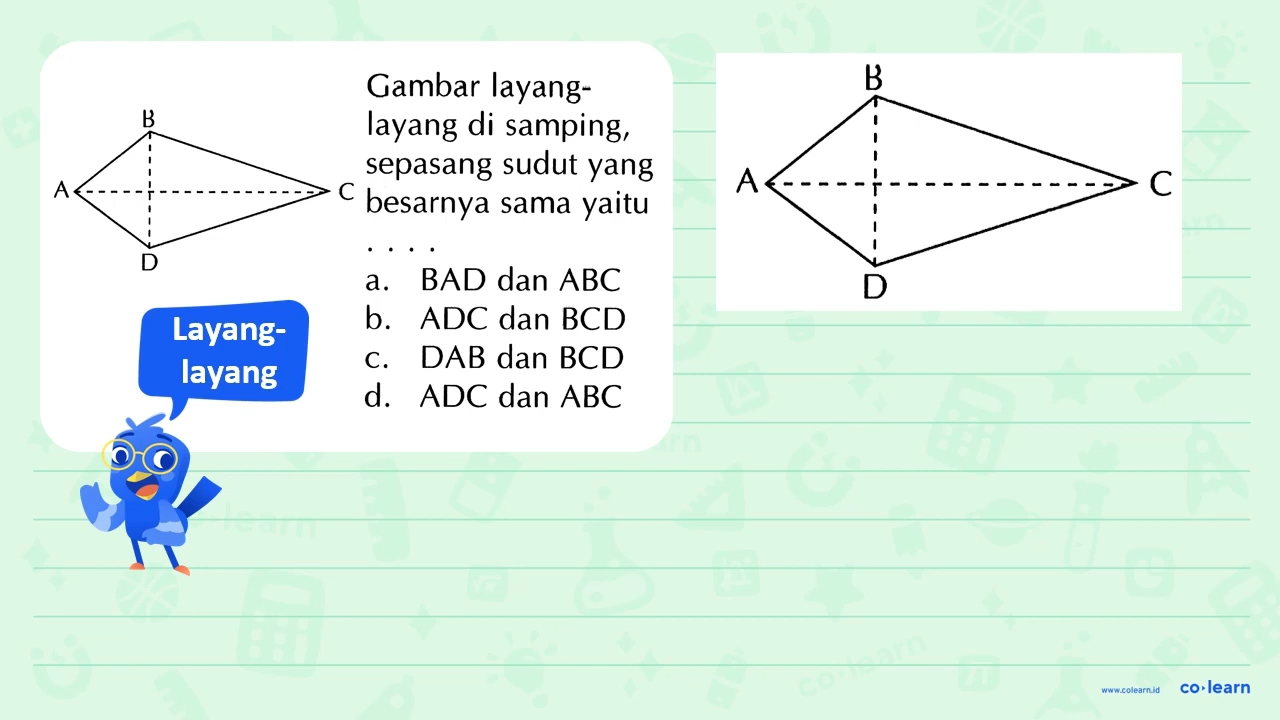 Gambar layang-
layang di samping,
sepasang sudut yang
besarnya sama yaitu
. . . .
a. BAD dan ABC
b. ADC dan BCD
c. DAB dan BCD
d. ADC dan ABC
B
A
C
D
B
A
C
D
Layang-
layang
www.colearn.id
co learn